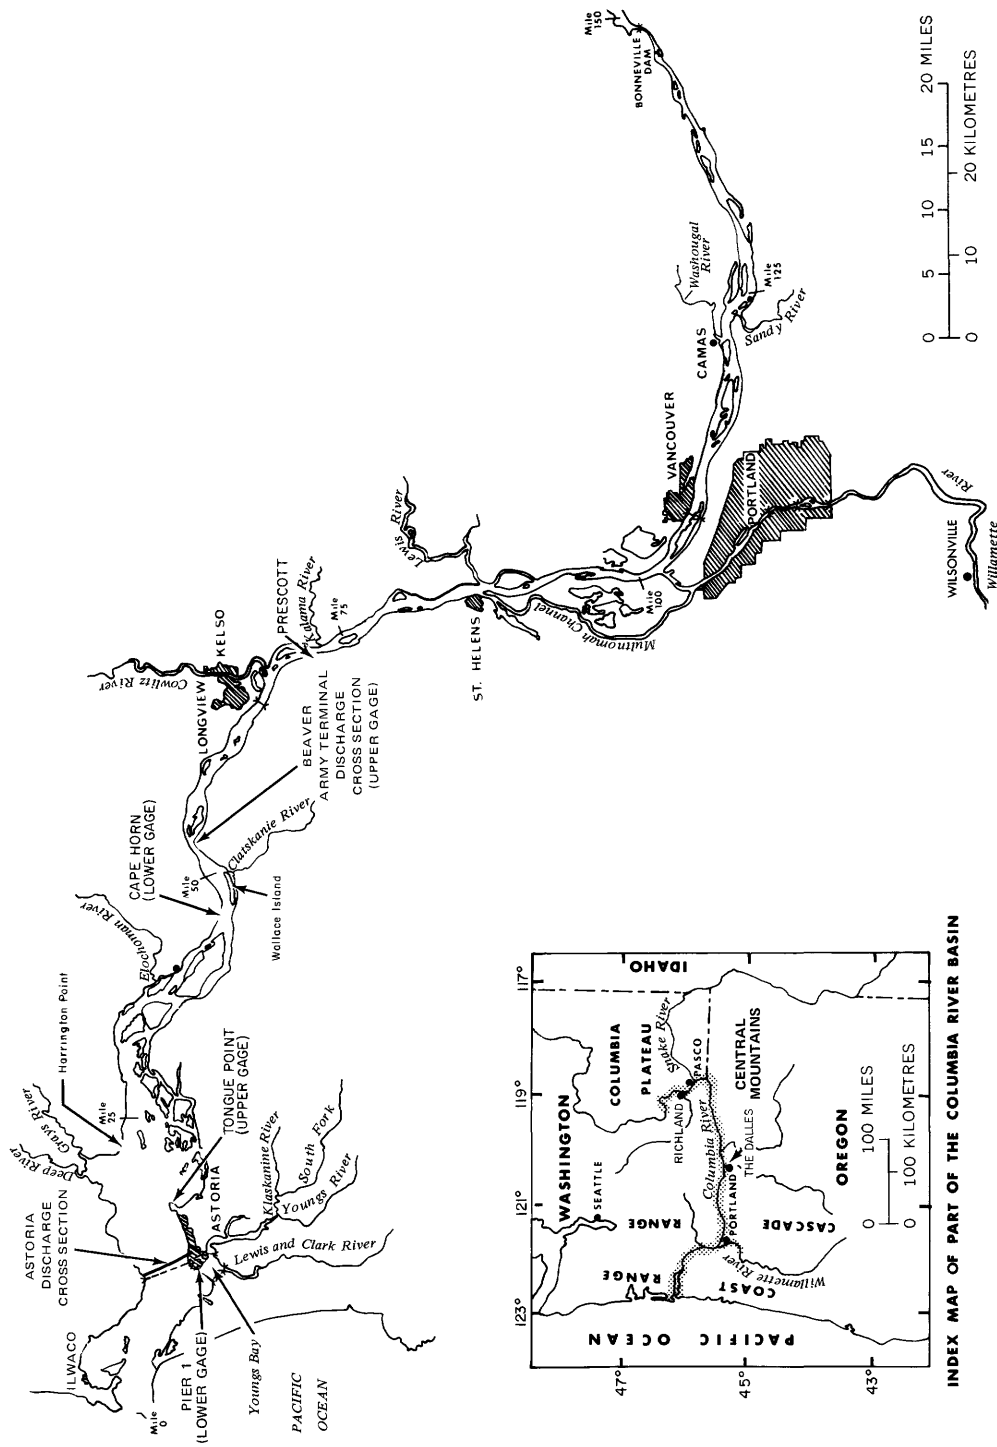 ILWACO
Mile
0
PIER 1
(LOWER GAGE)
Youngs Bay
PACIFIC
OCEAN
ASTORIA
DISCHARGE
CROSS SECTION
Deep River
Grays River
Harrington Point
Mile
25
ASTORIA
TONGUE POINT
(UPPER GAGE)
Lewis and Clark River
Youngs River
Klaskanine River
South Fork
Elochoman River
CAPE HORN
(LOWER GAGE)
Mile
50
Wallace Island
Clatskanie River
BEAVER
ARMY TERMINAL
DISCHARGE
CROSS SECTION
(UPPER GAGE)
LONGVIEW
KELSO
Cowlitz River
PRESCOTT
Kalama River
Mile
75
ST. HELENS
Lewis River
Multnomah Channel
Mile
100
VANCOUVER
PORTLAND
WILSONVILLE
Willamette
River
CAMAS
Washougal
River
Sandy River
Mile
125
BONNEVILLE
DAM
Mile
150
0 5 10 15 20 MILES
0 10 20 KILOMETRES
123° 121° 119° 117°
47°
45°
43°
PACIFIC OCEAN
COAST
RANGE
CASCADE
RANGE
WASHINGTON
SEATTLE
COLUMBIA
PLATEAU
IDAHO
Snake River
RICHLAND
PASCO
Columbia River
PORTLAND
THE DALLES
CENTRAL
MOUNTAINS
Willamette River
OREGON
0 100 MILES
0 100 KILOMETRES
INDEX MAP OF PART OF THE COLUMBIA RIVER BASIN